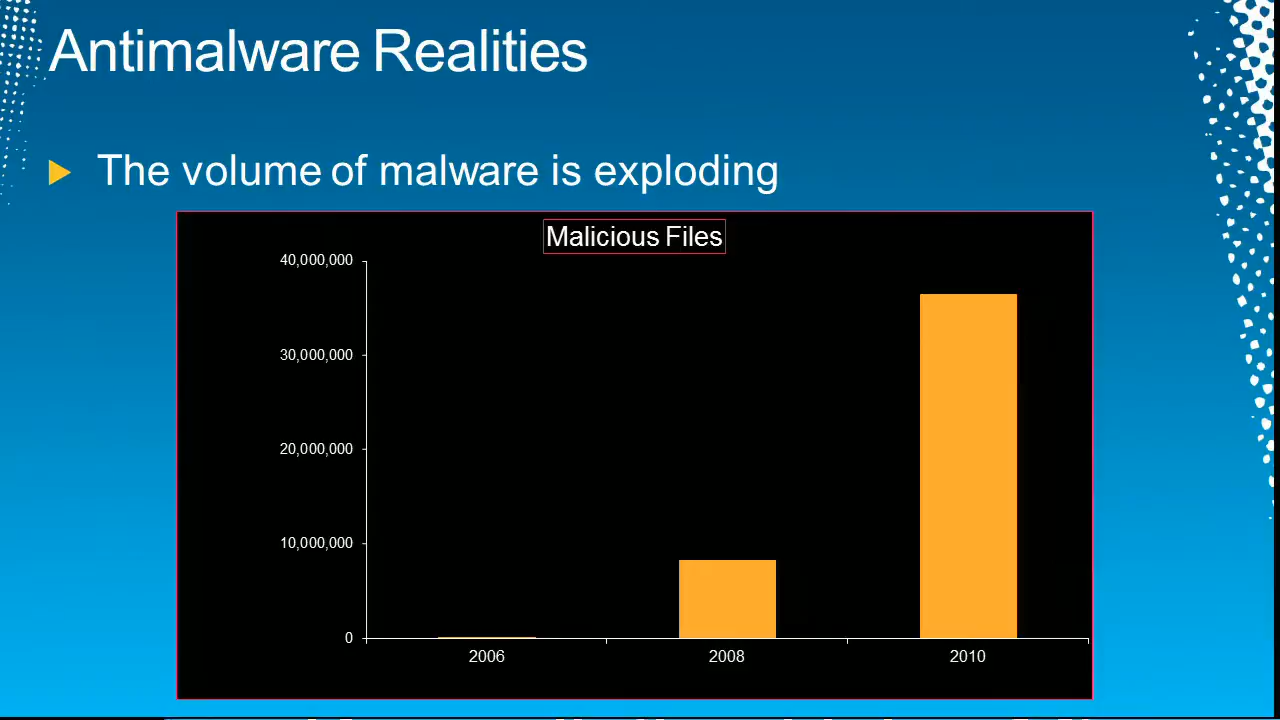 Antimalware Realities
The volume of malware is exploding
Malicious Files
40,000,000
30,000,000
20,000,000
10,000,000
0
2006 2008 2010